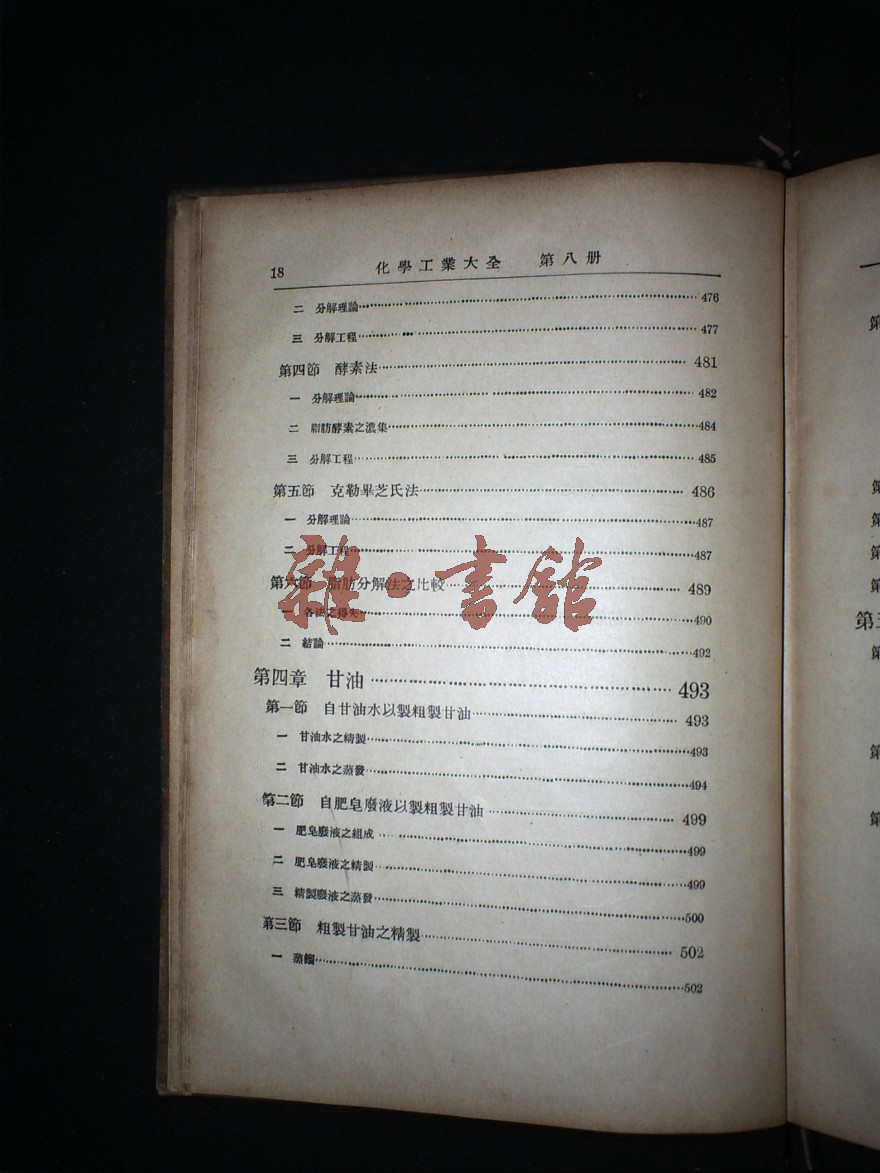 18 化學工業大全 第八册
二 分解理論 476
三 分解工程 477
第四節 酵素法 481
一 分解理論 482
二 脂肪酵素之濃集 484
三 分解工程 485
第五節 克勒畢芝氏法 486
一 分解理論 487
二 分解工程 487
第六節 脂肪分解法之比較 489
一 各法之得失 490
二 結論 492
第四章 甘油 493
第一節 自甘油水以製粗製甘油 493
一 甘油水之精製 493
二 甘油水之蒸發 494
第二節 自肥皂廢液以製粗製甘油 499
一 肥皂廢液之組成 499
二 肥皂廢液之精製 499
三 精製廢液之蒸發 500
第三節 粗製甘油之精製 502
一 蒸餾 502
雜·書館
第
第
第
第
第
第
第
第
第